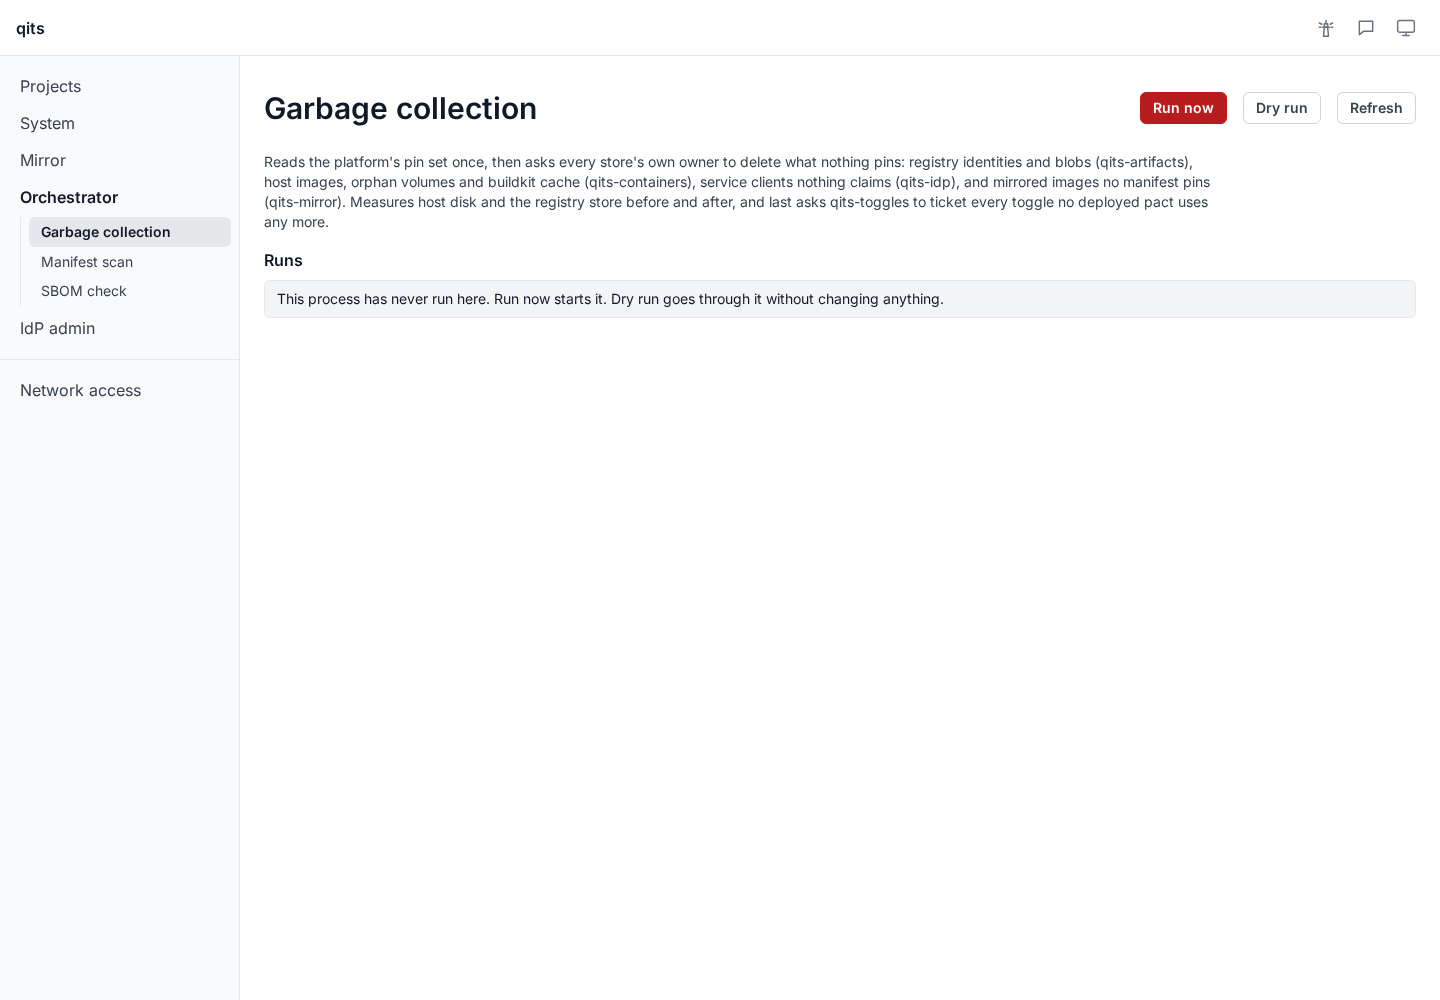 qits
Projects
System
Mirror
Orchestrator
Garbage collection
Manifest scan
SBOM check
IdP admin
Network access
Garbage collection
Run now
Dry run
Refresh
Reads the platform's pin set once, then asks every store's own owner to delete what nothing pins: registry identities and blobs (qits-artifacts),
host images, orphan volumes and buildkit cache (qits-containers), service clients nothing claims (qits-idp), and mirrored images no manifest pins
(qits-mirror). Measures host disk and the registry store before and after, and last asks qits-toggles to ticket every toggle no deployed pact uses
any more.
Runs
This process has never run here. Run now starts it. Dry run goes through it without changing anything.